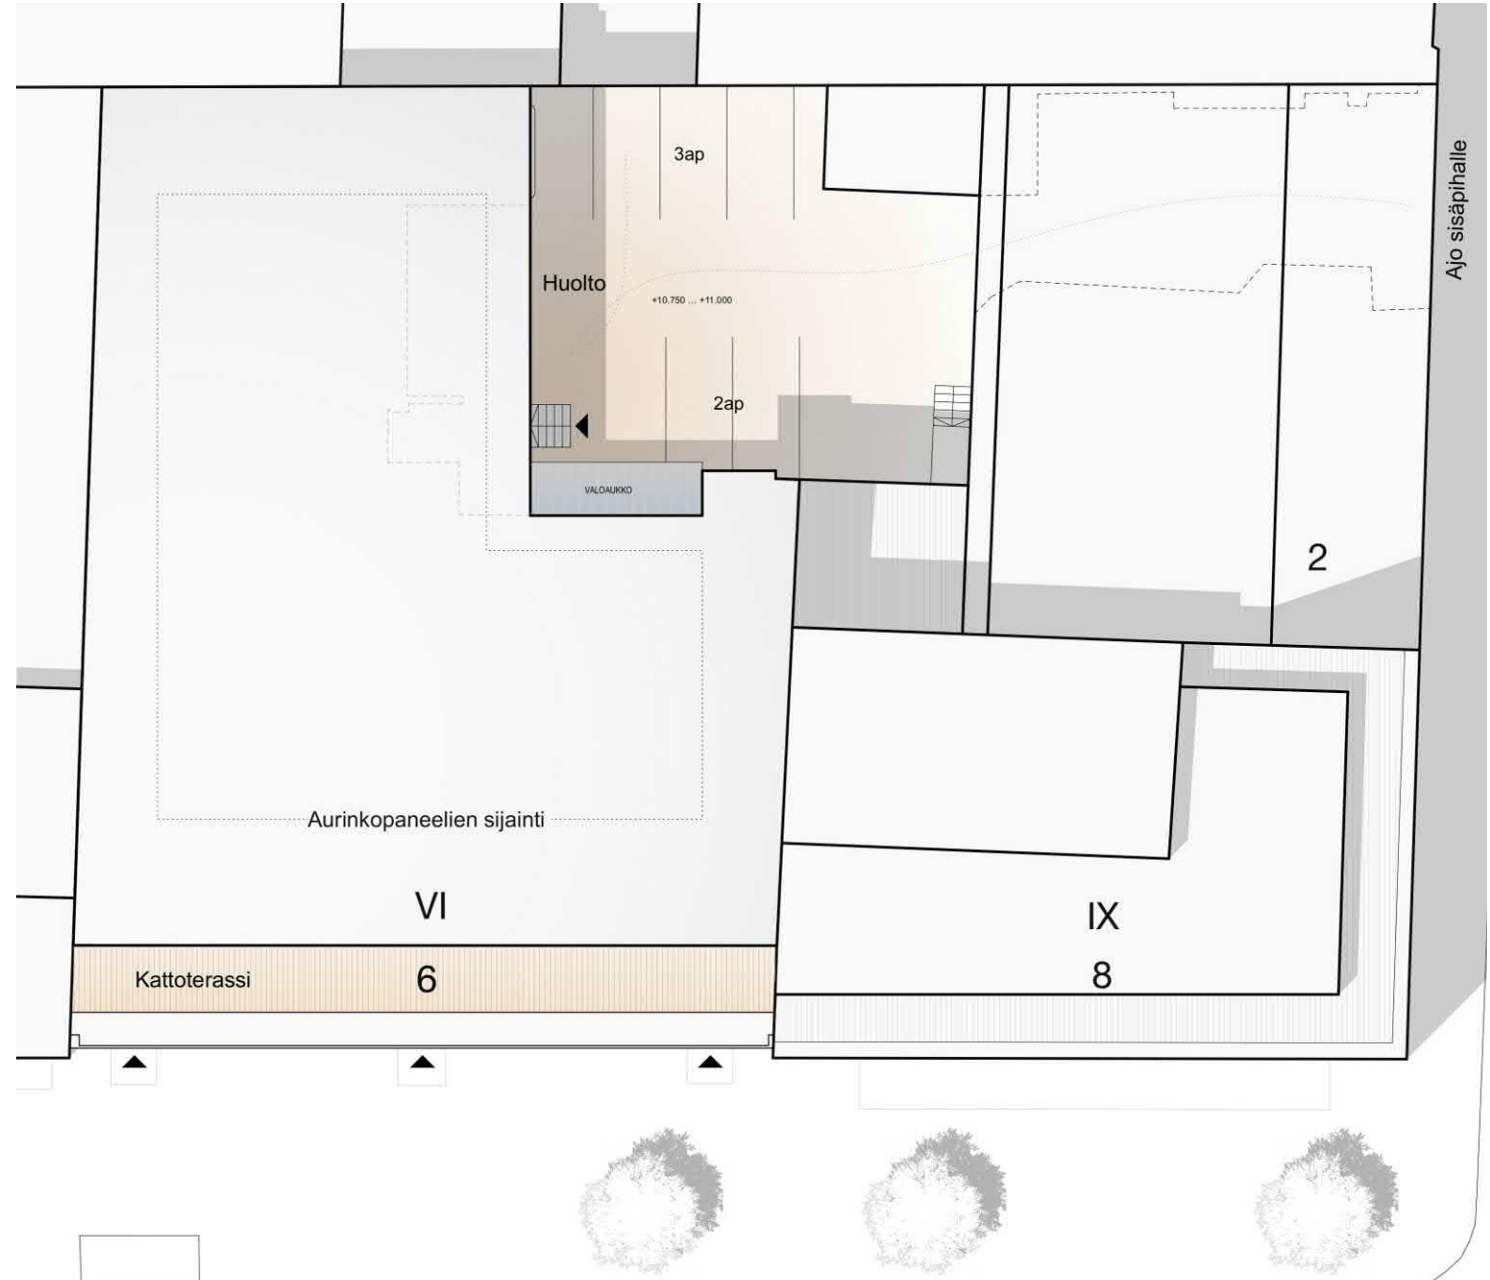 3ap
Ajo sisäpihalle
Huolto
+10.750 ... +11.000
2ap
VALOAUKKO
2
Aurinkopaneelien sijainti
VI
IX
Kattoterassi
6
8